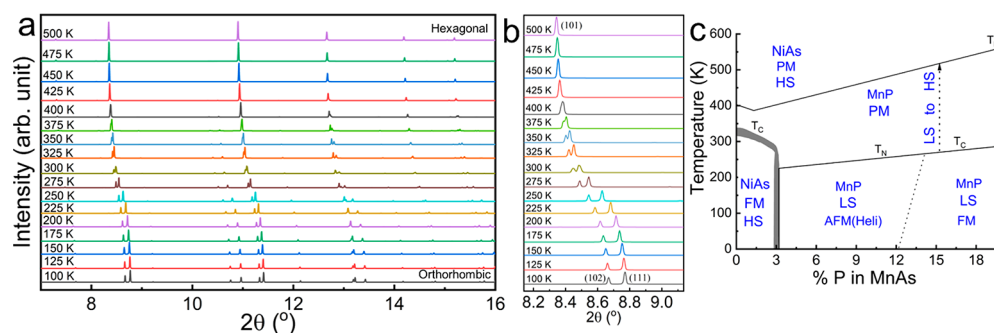 a
Intensity (arb. unit)
Hexagonal
500 K
475 K
450 K
425 K
400 K
375 K
350 K
325 K
300 K
275 K
250 K
225 K
200 K
175 K
150 K
125 K
100 K
Orthorhombic
8 10 12 14 16
2θ (°)
b
500 K (101)
475 K
450 K
425 K
400 K
375 K
350 K
325 K
300 K
275 K
250 K
225 K
200 K
175 K
150 K
125 K
100 K (102) (111)
8.2 8.4 8.6 8.8 9.0
2θ (°)
c
Temperature (K)
600
500
400
300
200
100
0
NiAs
PM
HS
T
MnP
PM
LS to HS
T_C
T_N
T_C
NiAs
FM
HS
MnP
LS
AFM(Heli)
MnP
LS
FM
0 3 6 9 12 15 18
% P in MnAs